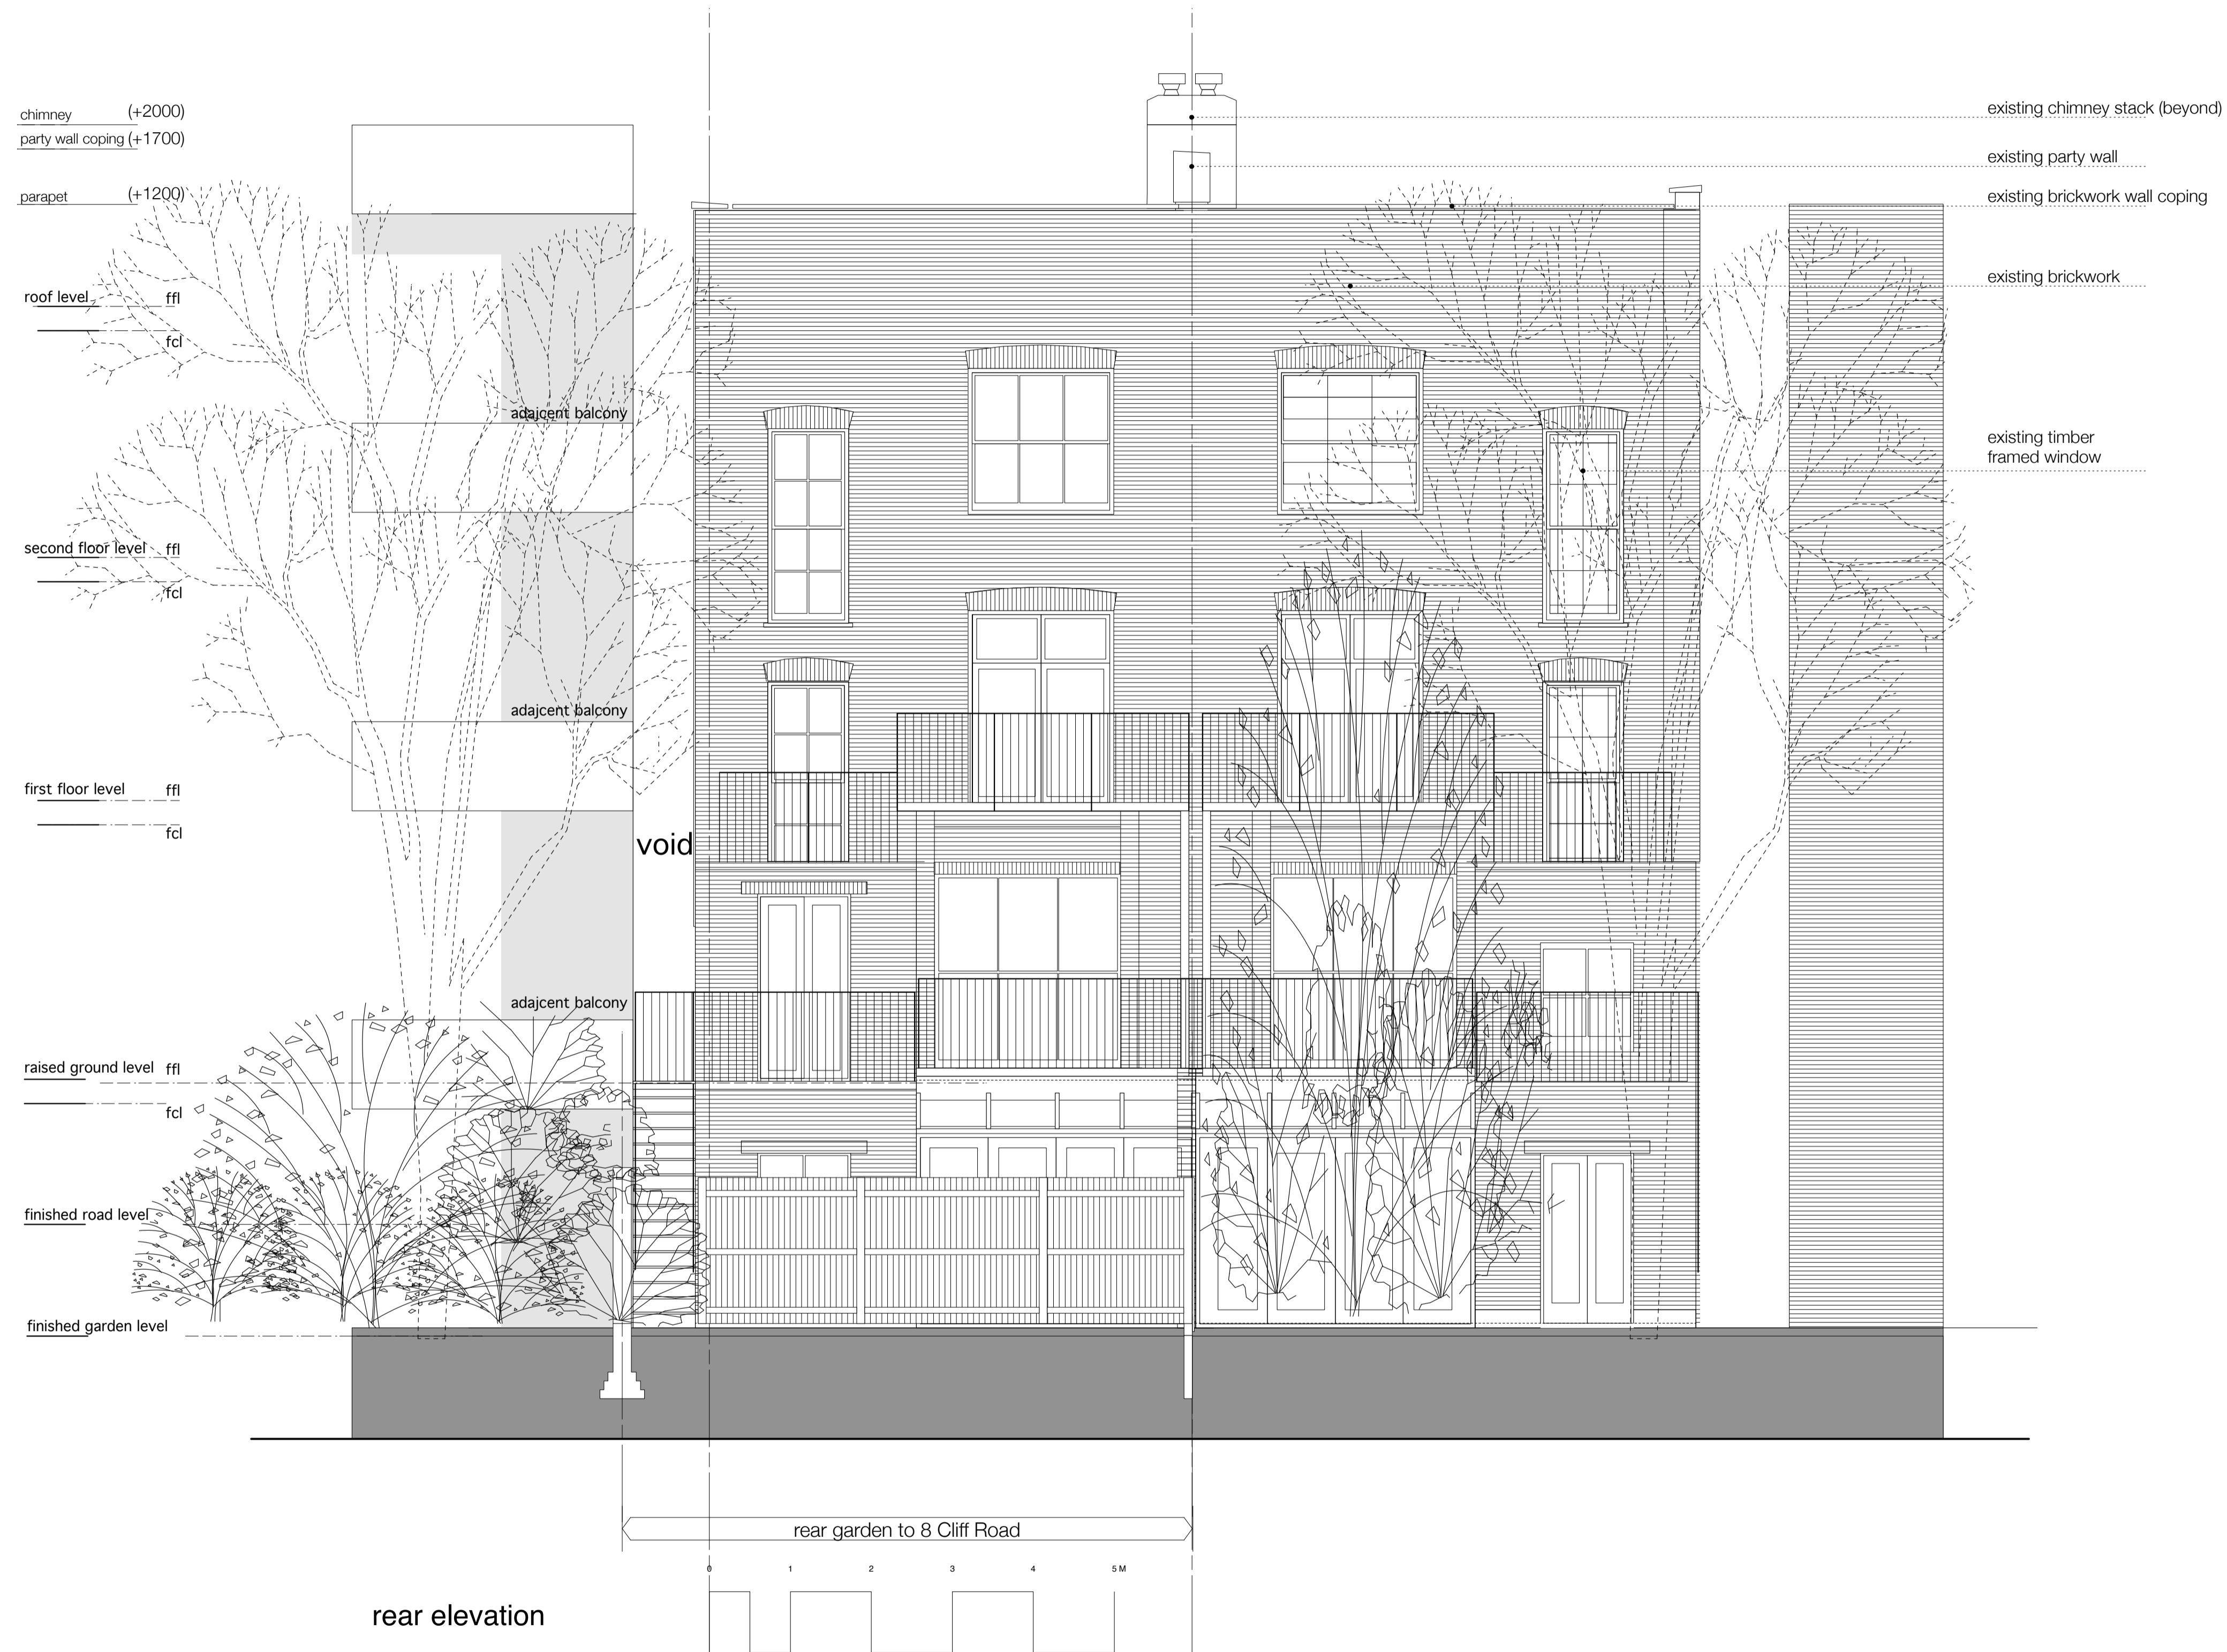 chimney (+2000)
party wall coping (+1700)
parapet (+1200)
existing chimney stack (beyond)
existing party wall
existing brickwork wall coping
roof level ffl
fcl
existing brickwork
adajcent balcony
existing timber
framed window
second floor level ffl
fcl
adajcent balcony
first floor level ffl
fcl
void
adajcent balcony
raised ground level ffl
fcl
finished road level
finished garden level
rear garden to 8 Cliff Road
0 1 2 3 4 5 M
rear elevation